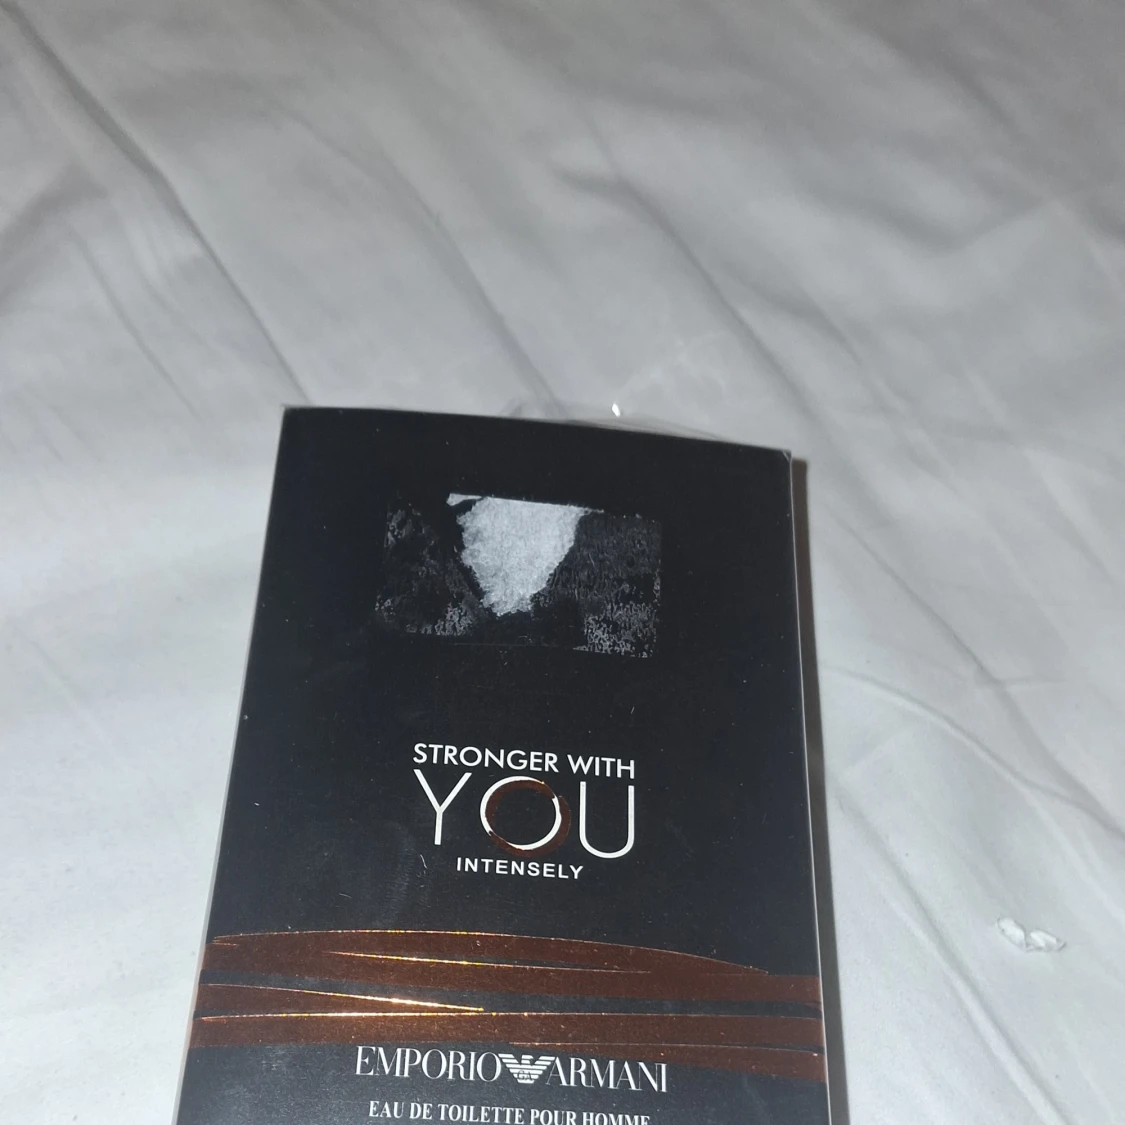 STRONGER WITH
YOU
INTENSELY
EMPORIO ARMANI
EAU DE TOILETTE POUR HOMME